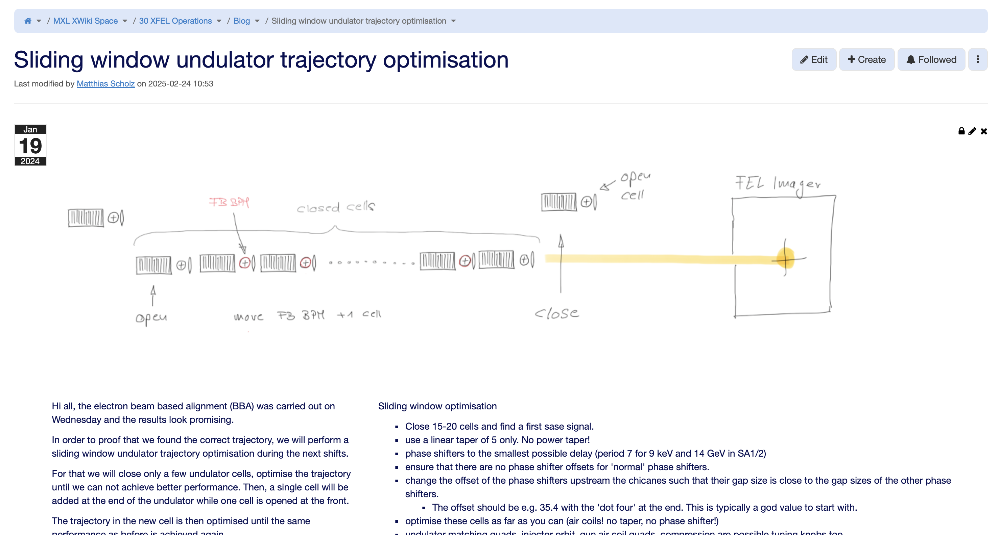 / MXL XWiki Space / 30 XFEL Operations / Blog / Sliding window undulator trajectory optimisation
Sliding window undulator trajectory optimisation
Edit
Create
Followed
Last modified by Matthias Scholz on 2025-02-24 10:53
Jan
19
2024
open
cell
FEL Imager
FB BPM
closed cells
open
move FB BPM +1 cell
close
Hi all, the electron beam based alignment (BBA) was carried out on
Wednesday and the results look promising.
In order to proof that we found the correct trajectory, we will perform a
sliding window undulator trajectory optimisation during the next shifts.
For that we will close only a few undulator cells, optimise the trajectory
until we can not achieve better performance. Then, a single cell will be
added at the end of the undulator while one cell is opened at the front.
The trajectory in the new cell is then optimised until the same
performance as before is achieved again.
Sliding window optimisation
▪ Close 15-20 cells and find a first sase signal.
▪ use a linear taper of 5 only. No power taper!
▪ phase shifters to the smallest possible delay (period 7 for 9 keV and 14 GeV in SA1/2)
▪ ensure that there are no phase shifter offsets for 'normal' phase shifters.
▪ change the offset of the phase shifters upstream the chicanes such that their gap size is close to the gap sizes of the other phase
shifters.
▪ The offset should be e.g. 35.4 with the 'dot four' at the end. This is typically a god value to start with.
▪ optimise these cells as far as you can (air coils! no taper, no phase shifter!)
▪ undulator matching quads, injector orbit, gun air coil quads, compression are possible tuning knobs too